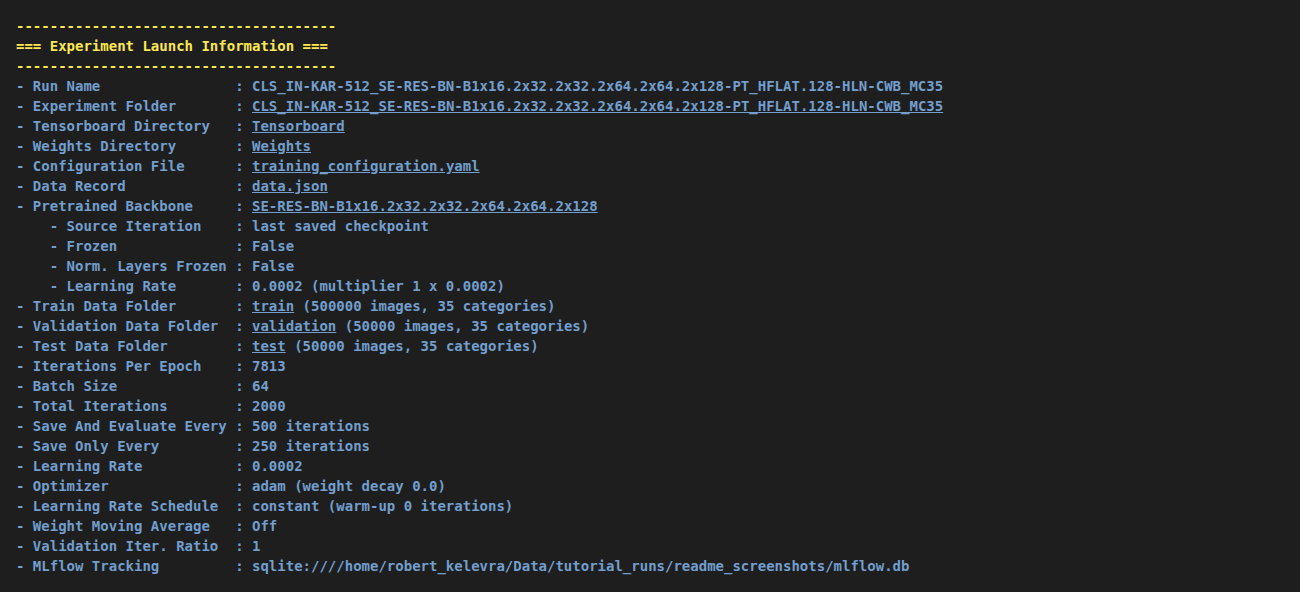 --------------------------------------
=== Experiment Launch Information ===
--------------------------------------
- Run Name                : CLS_IN-KAR-512_SE-RES-BN-B1x16.2x32.2x32.2x64.2x64.2x128-PT_HFLAT.128-HLN-CWB_MC35
- Experiment Folder       : CLS_IN-KAR-512_SE-RES-BN-B1x16.2x32.2x32.2x64.2x64.2x128-PT_HFLAT.128-HLN-CWB_MC35
- Tensorboard Directory   : Tensorboard
- Weights Directory       : Weights
- Configuration File      : training_configuration.yaml
- Data Record             : data.json
- Pretrained Backbone     : SE-RES-BN-B1x16.2x32.2x32.2x64.2x64.2x128
    - Source Iteration    : last saved checkpoint
    - Frozen              : False
    - Norm. Layers Frozen : False
    - Learning Rate       : 0.0002 (multiplier 1 x 0.0002)
- Train Data Folder       : train (500000 images, 35 categories)
- Validation Data Folder  : validation (50000 images, 35 categories)
- Test Data Folder        : test (50000 images, 35 categories)
- Iterations Per Epoch    : 7813
- Batch Size              : 64
- Total Iterations        : 2000
- Save And Evaluate Every : 500 iterations
- Save Only Every         : 250 iterations
- Learning Rate           : 0.0002
- Optimizer               : adam (weight decay 0.0)
- Learning Rate Schedule  : constant (warm-up 0 iterations)
- Weight Moving Average   : Off
- Validation Iter. Ratio  : 1
- MLflow Tracking         : sqlite:////home/robert_kelevra/Data/tutorial_runs/readme_screenshots/mlflow.db